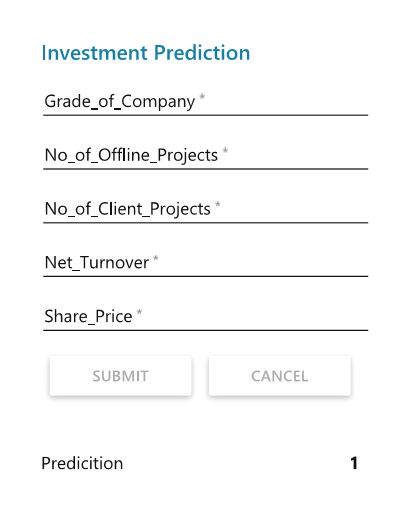 Investment Prediction
Grade_of_Company *
No_of_Offline_Projects *
No_of_Client_Projects *
Net_Turnover *
Share_Price *
SUBMIT CANCEL
Predicition 1